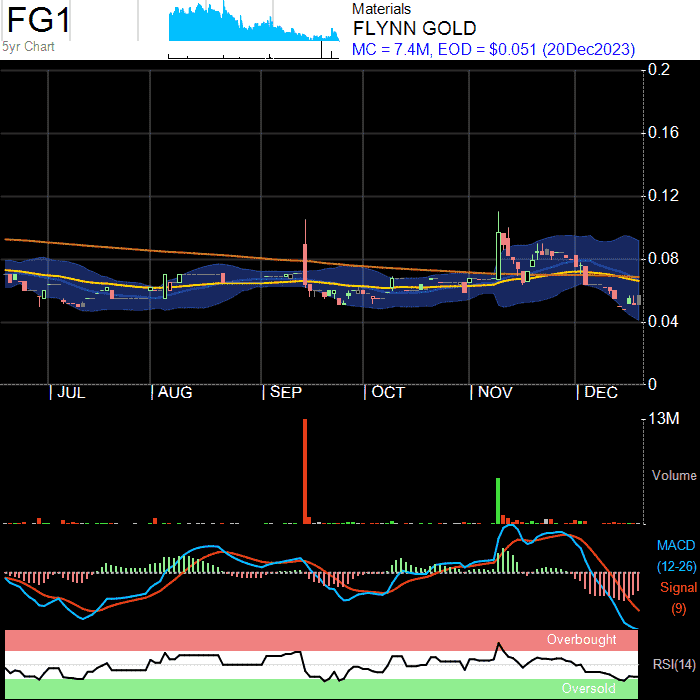 FG1
5yr Chart
Materials
FLYNN GOLD
MC = 7.4M, EOD = $0.051 (20Dec2023)
0.2
0.16
0.12
0.08
0.04
0
JUL AUG SEP OCT NOV DEC
13M
Volume
MACD
(12-26)
Signal
(9)
Overbought
RSI(14)
Oversold